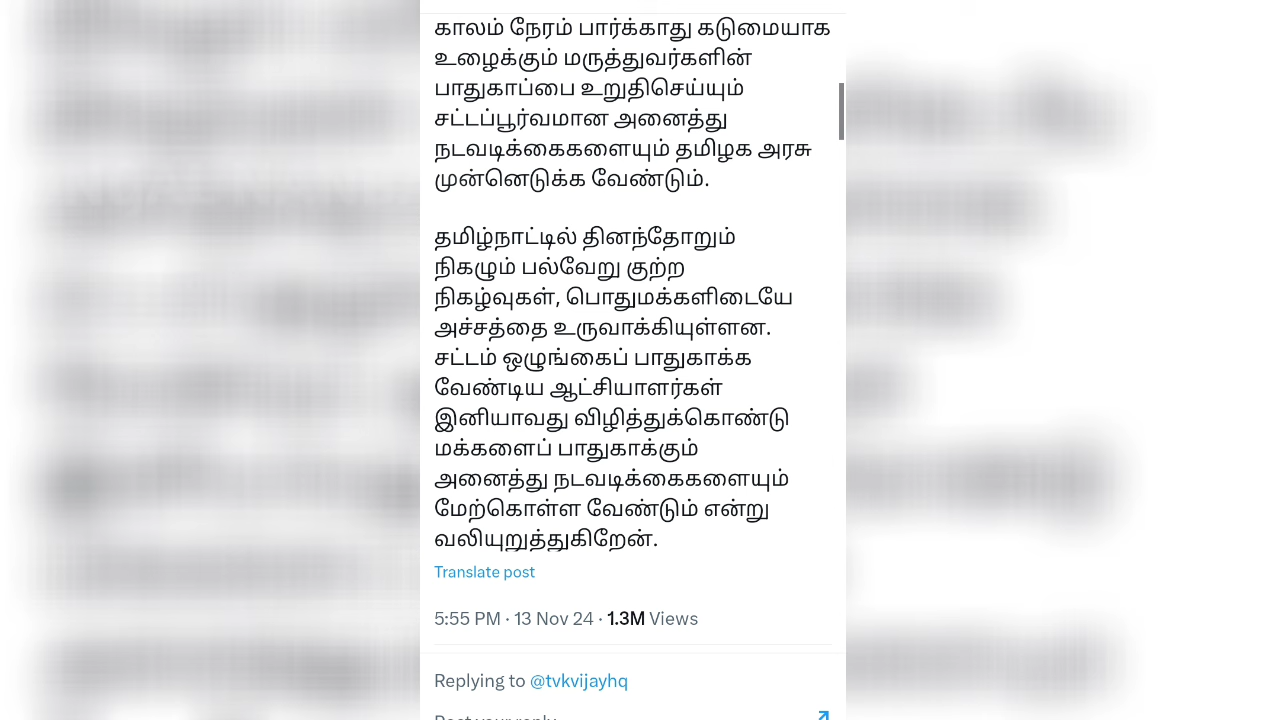 காலம் நேரம் பார்க்காது கடுமையாக
உழைக்கும் மருத்துவர்களின்
பாதுகாப்பை உறுதிசெய்யும்
சட்டப்பூர்வமான அனைத்து
நடவடிக்கைகளையும் தமிழக அரசு
முன்னெடுக்க வேண்டும்.
தமிழ்நாட்டில் தினந்தோறும்
நிகழும் பல்வேறு குற்ற
நிகழ்வுகள், பொதுமக்களிடையே
அச்சத்தை உருவாக்கியுள்ளன.
சட்டம் ஒழுங்கைப் பாதுகாக்க
வேண்டிய ஆட்சியாளர்கள்
இனியாவது விழித்துக்கொண்டு
மக்களைப் பாதுகாக்கும்
அனைத்து நடவடிக்கைகளையும்
மேற்கொள்ள வேண்டும் என்று
வலியுறுத்துகிறேன்.
Translate post
5:55 PM · 13 Nov 24 · 1.3M Views
Replying to @tvkvijayhq
Post your reply